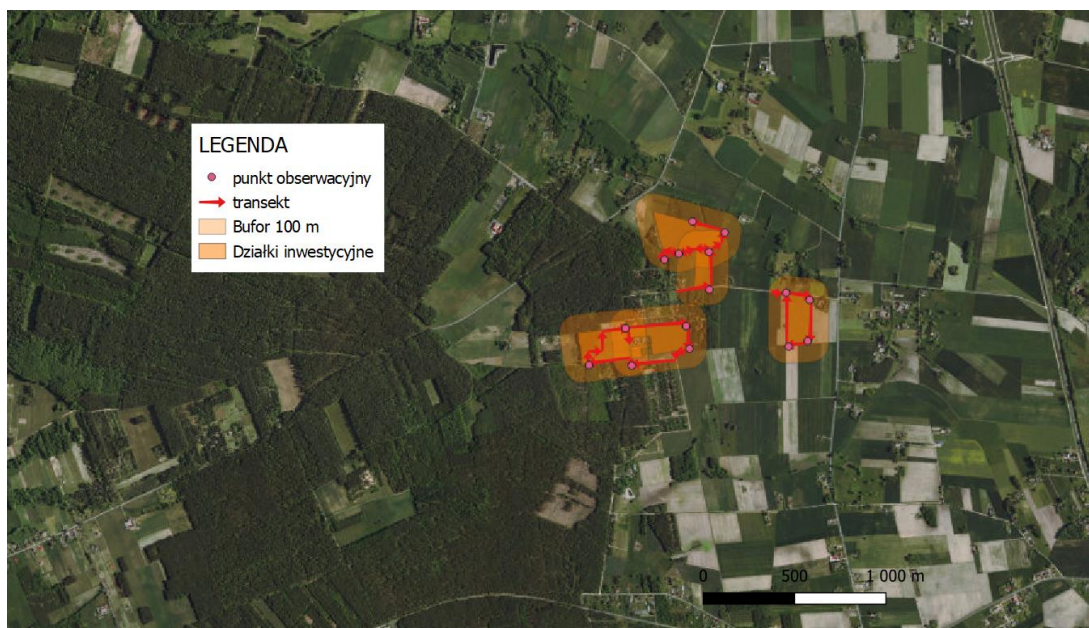 LEGENDA
punkt obserwacyjny
transekt
Bufor 100 m
Działki inwestycyjne
0 500 1 000 m